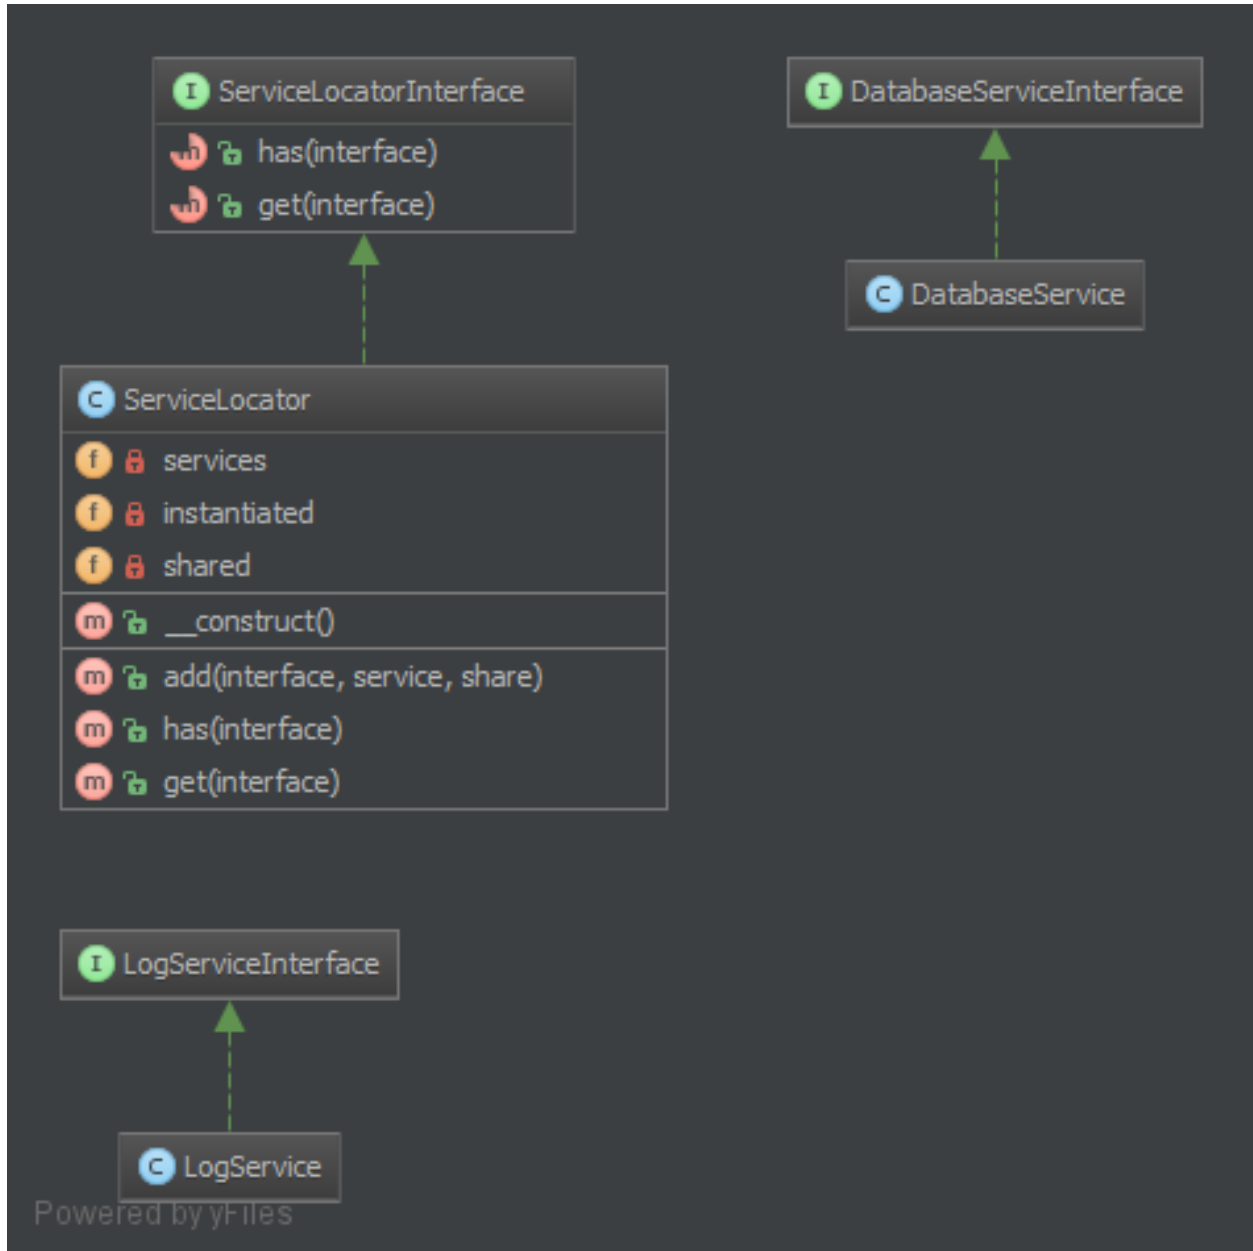 I ServiceLocatorInterface
m has(interface)
m get(interface)
I DatabaseServiceInterface
C DatabaseService
C ServiceLocator
f services
f instantiated
f shared
m __construct()
m add(interface, service, share)
m has(interface)
m get(interface)
I LogServiceInterface
C LogService
Powered by yFiles